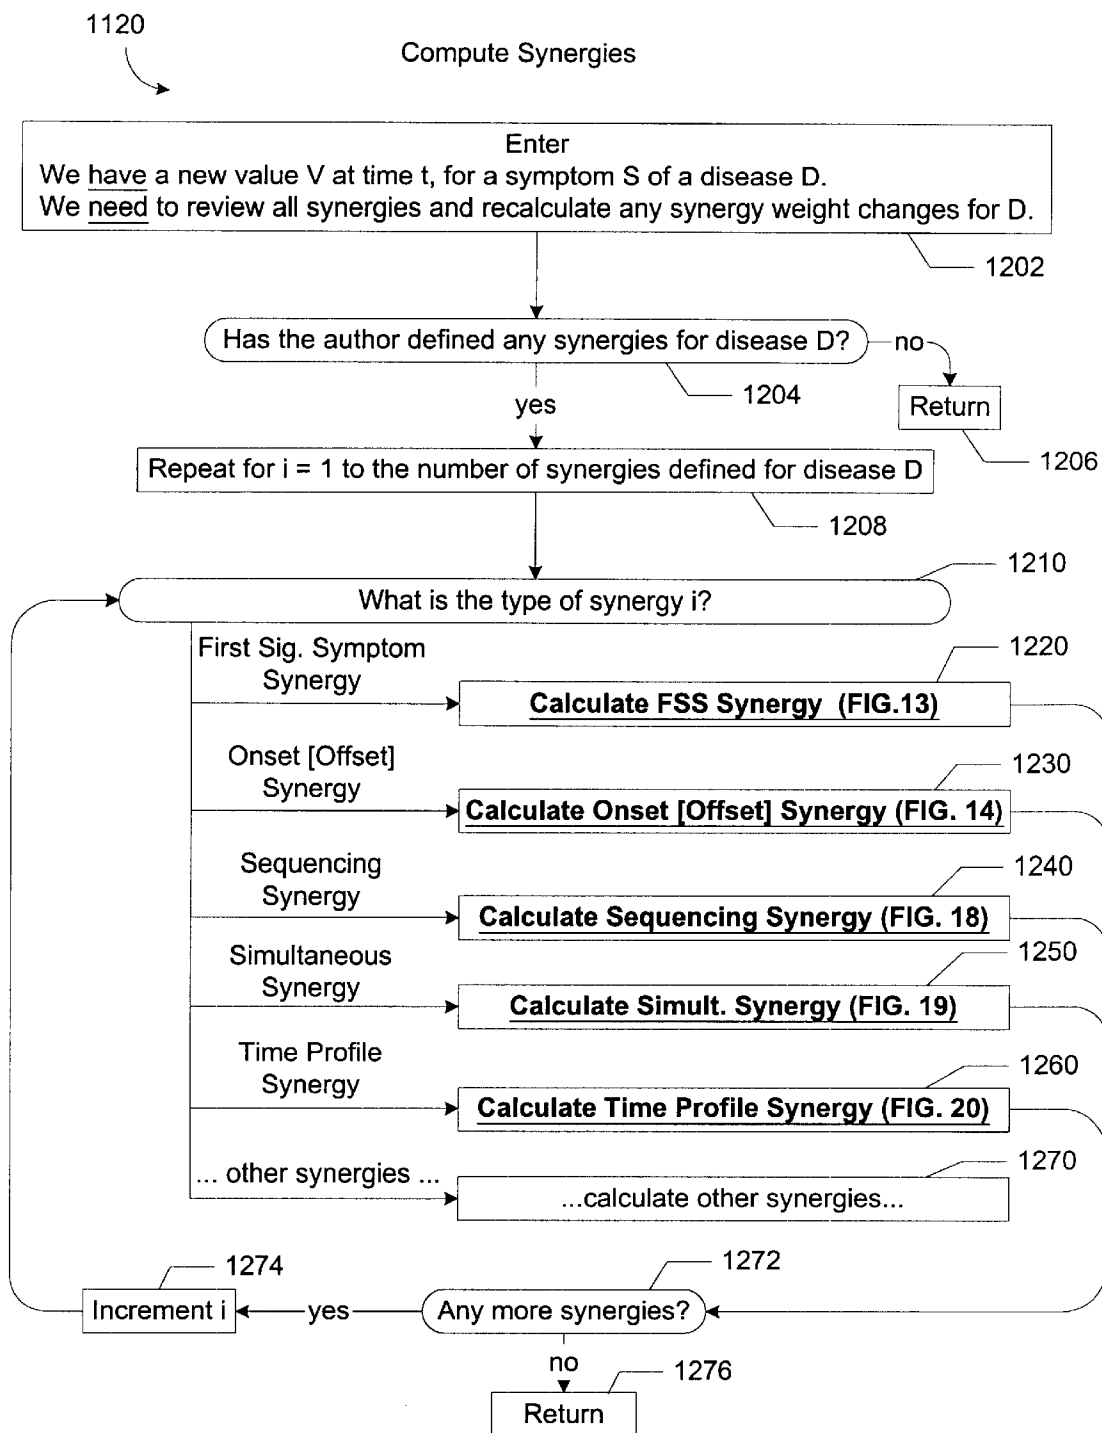 1120
Compute Synergies
Enter
We have a new value V at time t, for a symptom S of a disease D.
We need to review all synergies and recalculate any synergy weight changes for D.
1202
Has the author defined any synergies for disease D?
no
1204
yes
Return
1206
Repeat for i = 1 to the number of synergies defined for disease D
1208
1210
What is the type of synergy i?
First Sig. Symptom
Synergy
1220
Calculate FSS Synergy (FIG.13)
Onset [Offset]
Synergy
1230
Calculate Onset [Offset] Synergy (FIG. 14)
Sequencing
Synergy
1240
Calculate Sequencing Synergy (FIG. 18)
Simultaneous
Synergy
1250
Calculate Simult. Synergy (FIG. 19)
Time Profile
Synergy
1260
Calculate Time Profile Synergy (FIG. 20)
... other synergies ...
1270
...calculate other synergies...
1274
1272
Increment i
yes
Any more synergies?
no
1276
Return